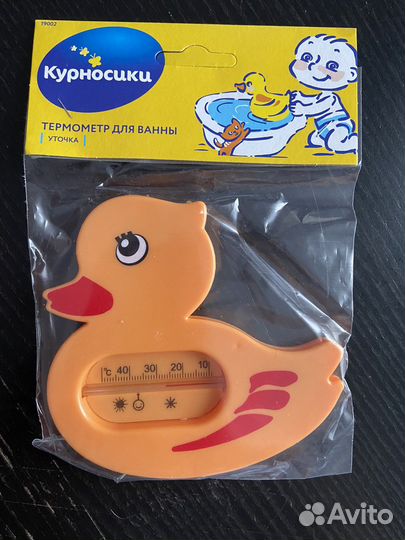 19002
Курносики
ТЕРМОМЕТР ДЛЯ ВАННЫ
УТОЧКА
°C 40 30 20 10
Avito